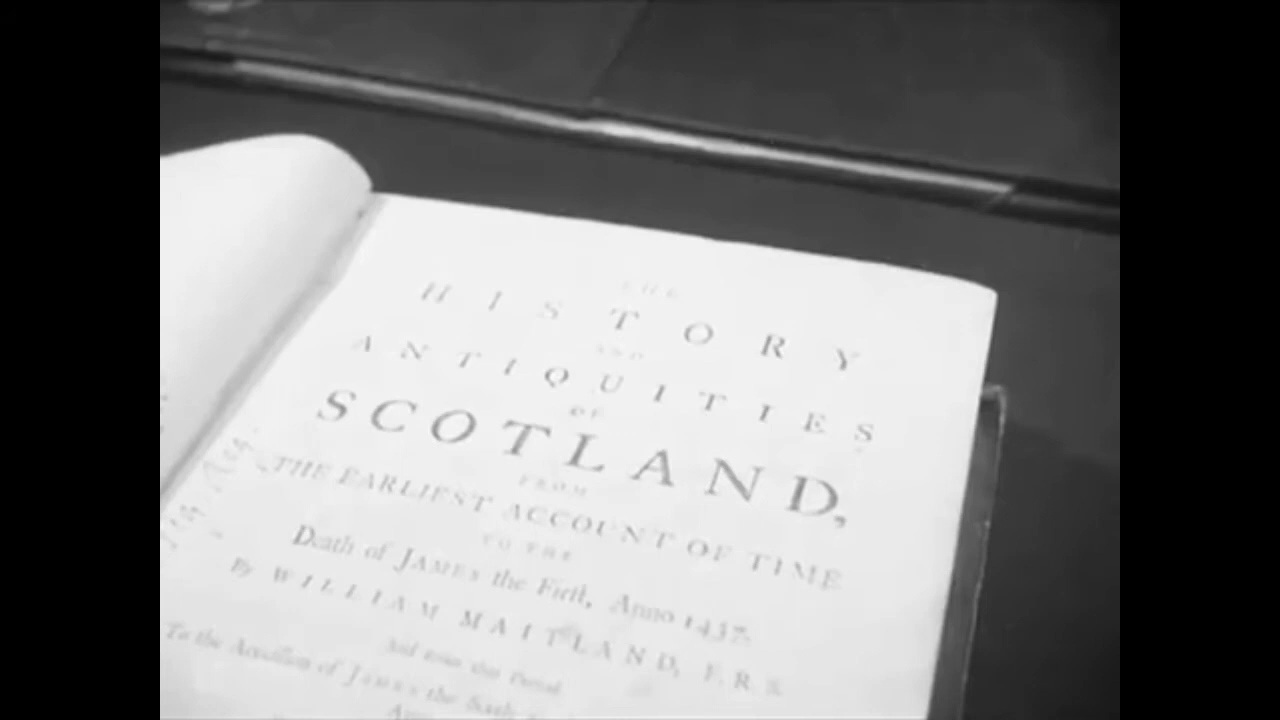 THE
HISTORY
AND
ANTIQUITIES
OF
SCOTLAND,
FROM
THE EARLIEST ACCOUNT OF TIME
TO THE
Death of JAMES the Firſt, Anno 1437.
By WILLIAM MAITLAND, F.R.S.
And from this Period
To the Acceſſion of JAMES the Sixth